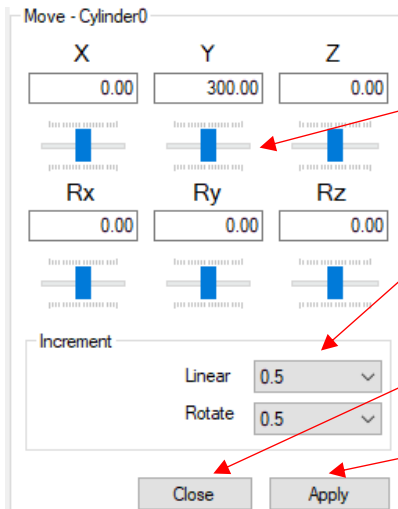 Move - Cylinder0
X Y Z
0.00 300.00 0.00
Rx Ry Rz
0.00 0.00 0.00
Increment
Linear 0.5
Rotate 0.5
Close Apply